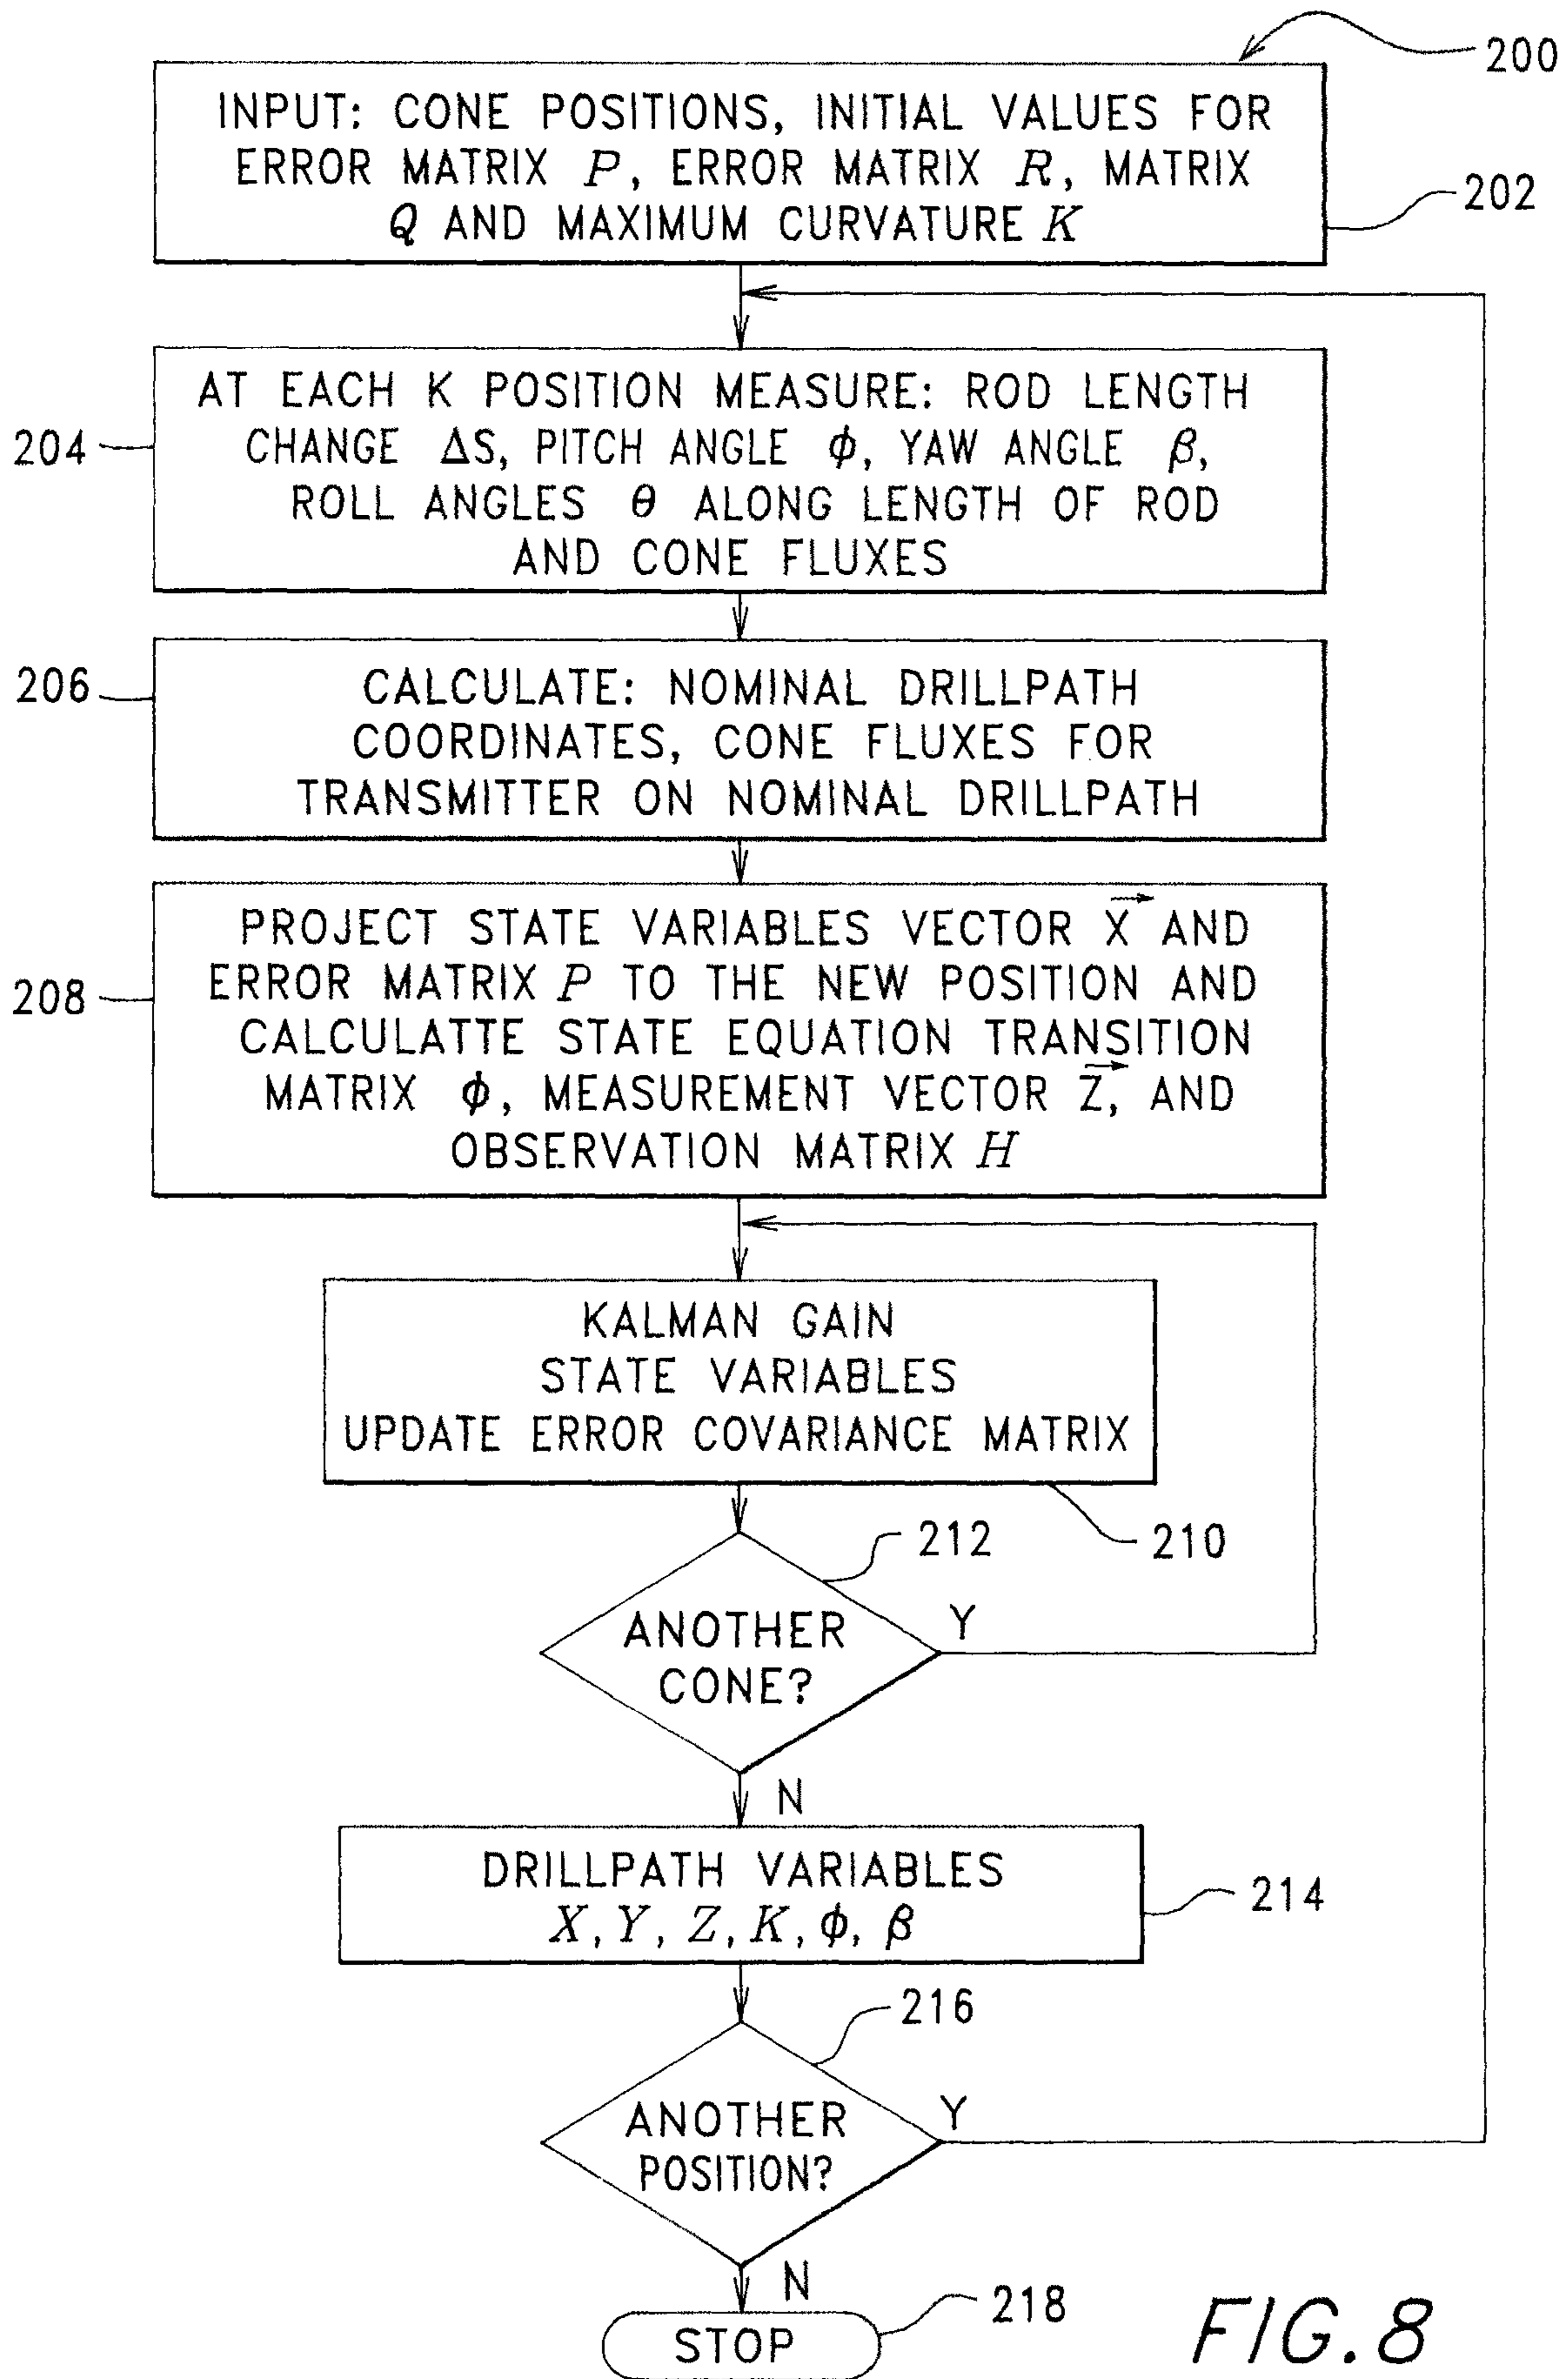 200
INPUT: CONE POSITIONS, INITIAL VALUES FOR
ERROR MATRIX P, ERROR MATRIX R, MATRIX
Q AND MAXIMUM CURVATURE K
202
AT EACH K POSITION MEASURE: ROD LENGTH
CHANGE ΔS, PITCH ANGLE ϕ, YAW ANGLE β,
ROLL ANGLES θ ALONG LENGTH OF ROD
AND CONE FLUXES
204
CALCULATE: NOMINAL DRILLPATH
COORDINATES, CONE FLUXES FOR
TRANSMITTER ON NOMINAL DRILLPATH
206
PROJECT STATE VARIABLES VECTOR X⃗ AND
ERROR MATRIX P TO THE NEW POSITION AND
CALCULATTE STATE EQUATION TRANSITION
MATRIX ϕ, MEASUREMENT VECTOR Z⃗, AND
OBSERVATION MATRIX H
208
KALMAN GAIN
STATE VARIABLES
UPDATE ERROR COVARIANCE MATRIX
210
212
ANOTHER
CONE?
Y
N
DRILLPATH VARIABLES
X, Y, Z, K, ϕ, β
214
216
ANOTHER
POSITION?
Y
N
STOP
218
FIG. 8